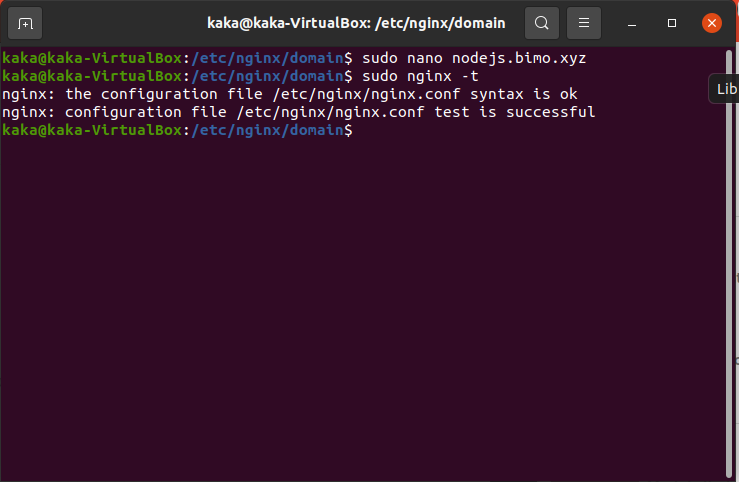 kaka@kaka-VirtualBox: /etc/nginx/domain
kaka@kaka-VirtualBox:/etc/nginx/domain$ sudo nano nodejs.bimo.xyz
kaka@kaka-VirtualBox:/etc/nginx/domain$ sudo nginx -t
Lib
nginx: the configuration file /etc/nginx/nginx.conf syntax is ok
nginx: configuration file /etc/nginx/nginx.conf test is successful
kaka@kaka-VirtualBox:/etc/nginx/domain$